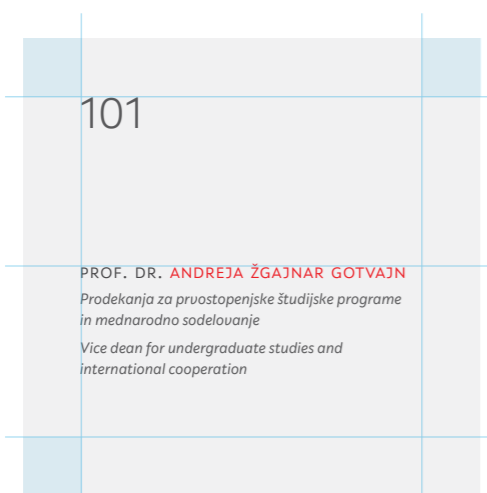 101
PROF. DR. ANDREJA ŽGAJNAR GOTVAJN
Prodekanja za prvostopenjske študijske programe
in mednarodno sodelovanje
Vice dean for undergraduate studies and
international cooperation